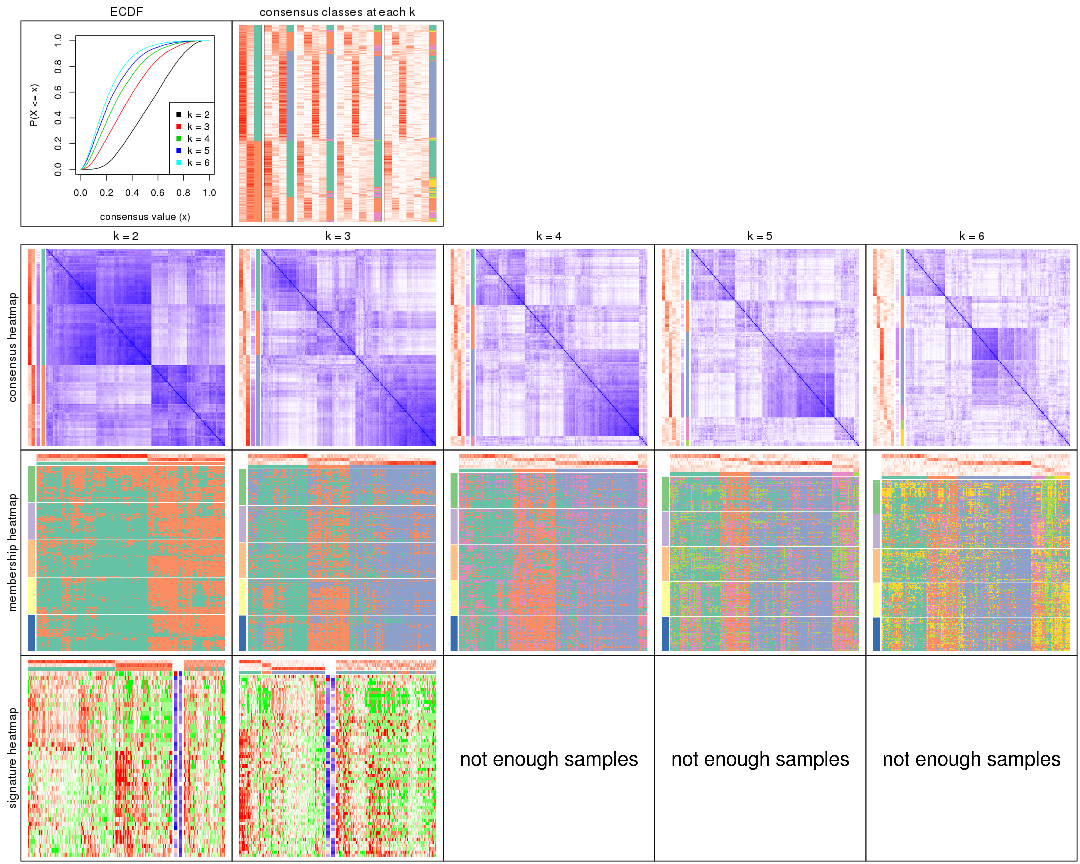 ECDF
consensus classes at each k
P(X <= x)
0.0 0.2 0.4 0.6 0.8 1.0
k = 2
k = 3
k = 4
k = 5
k = 6
0.0 0.2 0.4 0.6 0.8 1.0
consensus value (x)
k = 2 k = 3 k = 4 k = 5 k = 6
consensus heatmap
membership heatmap
signature heatmap
not enough samples not enough samples not enough samples